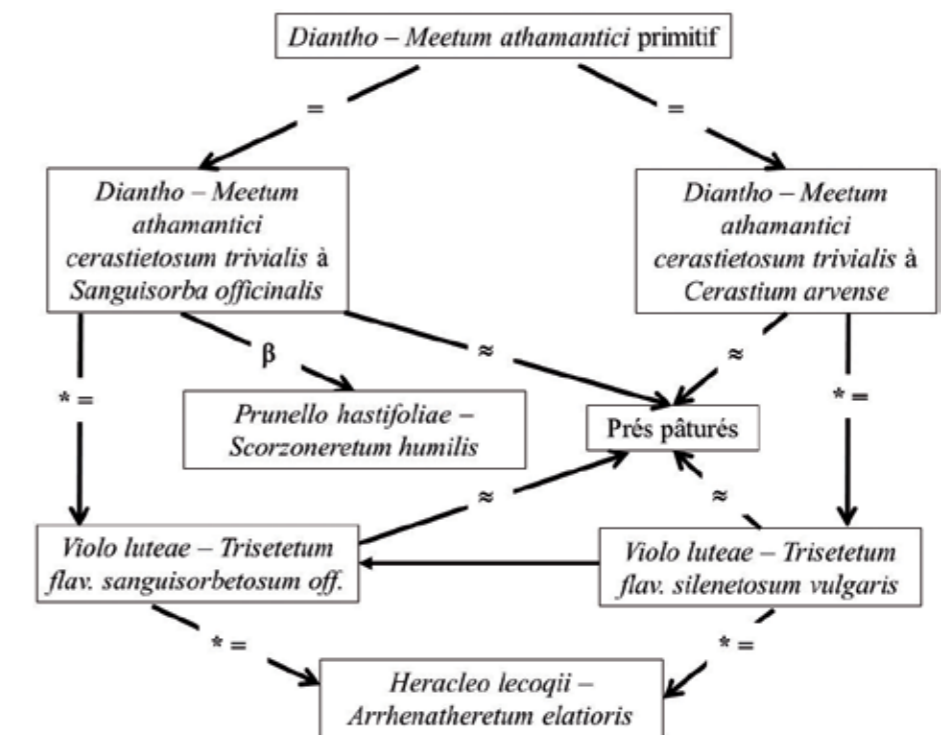 Diantho – Meetum athamantici primitif
=
=
Diantho – Meetum
athamantici
cerastietosum trivialis à
Sanguisorba officinalis
Diantho – Meetum
athamantici
cerastietosum trivialis à
Cerastium arvense
* =
β
≈
≈
* =
Prunello hastifoliae –
Scorzoneretum humilis
Prés pâturés
≈
≈
Violo luteae – Trisetetum
flav. sanguisorbetosum off.
Violo luteae – Trisetetum
flav. silenetosum vulgaris
* =
* =
Heracleo lecoqii –
Arrhenatheretum elatioris